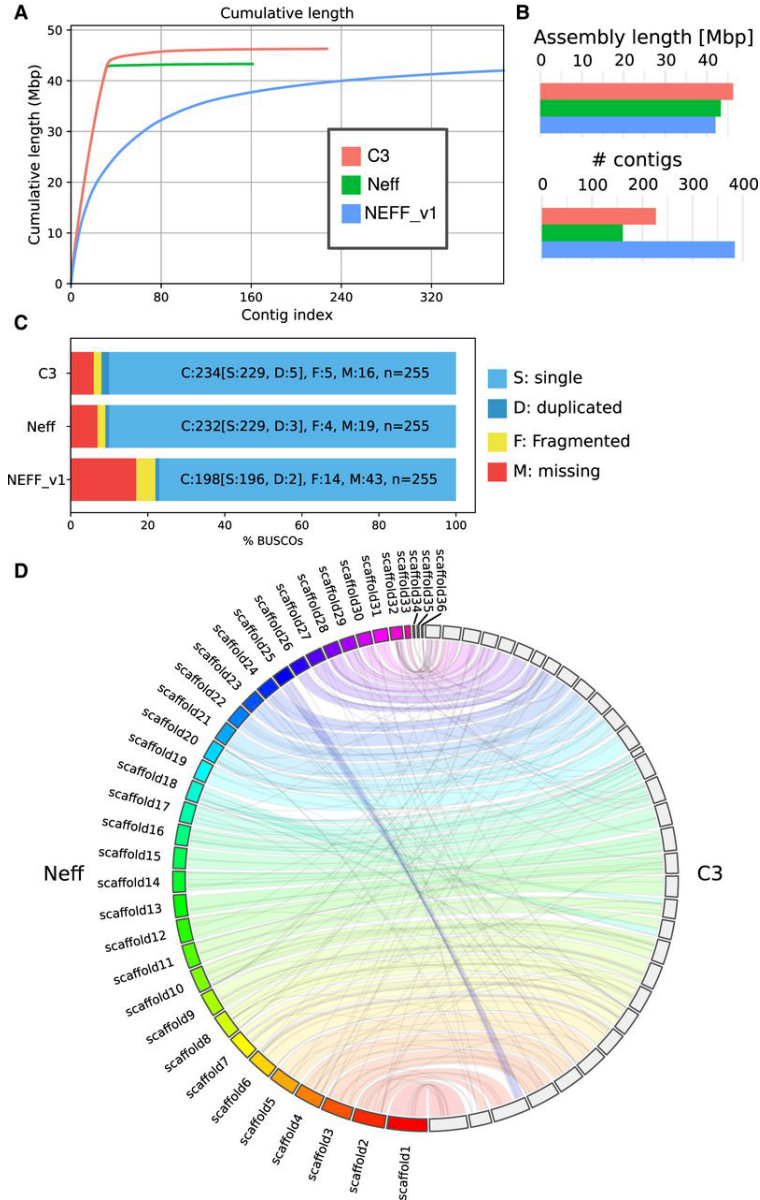 A
Cumulative length
50
40
30
20
10
0
Cumulative length (Mbp)
0 80 160 240 320
Contig index
C3
Neff
NEFF_v1
B
Assembly length [Mbp]
0 10 20 30 40
# contigs
0 100 200 300 400
C
C3
C:234[S:229, D:5], F:5, M:16, n=255
Neff
C:232[S:229, D:3], F:4, M:19, n=255
NEFF_v1
C:198[S:196, D:2], F:14, M:43, n=255
0 20 40 60 80 100
% BUSCOs
S: single
D: duplicated
F: Fragmented
M: missing
D
scaffold36
scaffold35
scaffold34
scaffold33
scaffold32
scaffold31
scaffold30
scaffold29
scaffold28
scaffold27
scaffold26
scaffold25
scaffold24
scaffold23
scaffold22
scaffold21
scaffold20
scaffold19
scaffold18
scaffold17
scaffold16
scaffold15
scaffold14
scaffold13
scaffold12
scaffold11
scaffold10
scaffold9
scaffold8
scaffold7
scaffold6
scaffold5
scaffold4
scaffold3
scaffold2
scaffold1
Neff
C3